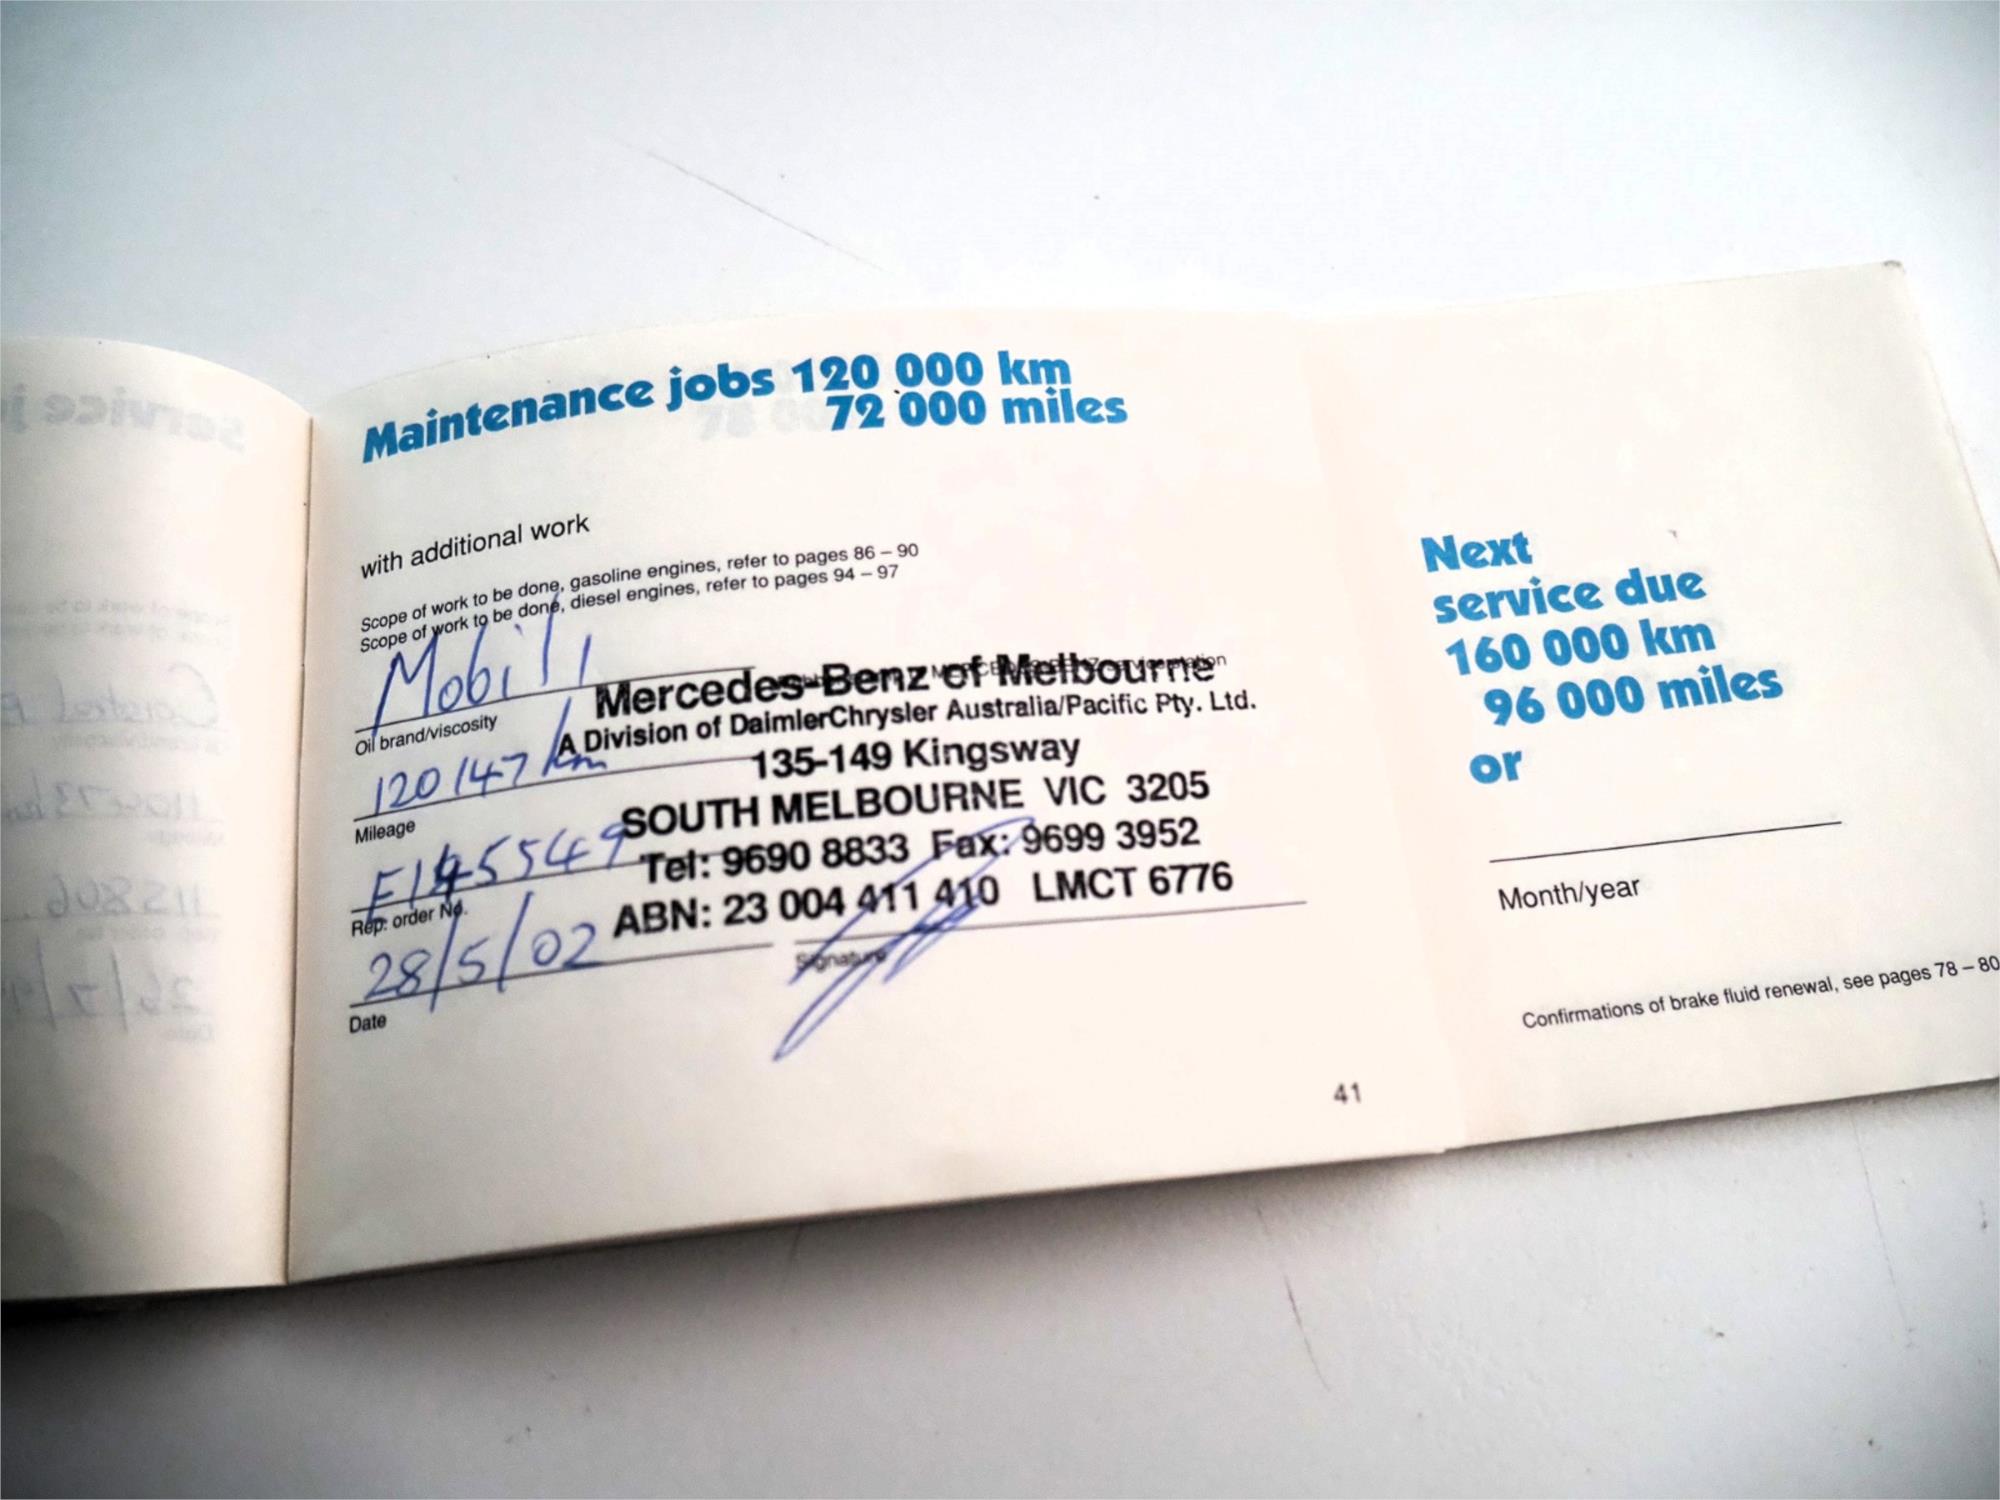 Maintenance jobs 120 000 km
72 000 miles
with additional work
Scope of work to be done, gasoline engines, refer to pages 86 – 90
Scope of work to be done, diesel engines, refer to pages 94 – 97
Mobil 1
Oil brand/viscosity
120147 km
Mileage
Rep. order No.
28/5/02
Date
Mercedes-Benz of Melbourne
A Division of DaimlerChrysler Australia/Pacific Pty. Ltd.
135-149 Kingsway
SOUTH MELBOURNE VIC 3205
Tel: 9690 8833 Fax: 9699 3952
ABN: 23 004 411 410 LMCT 6776
Signature
41
Next
service due
160 000 km
96 000 miles
or
Month/year
Confirmations of brake fluid renewal, see pages 78 – 80